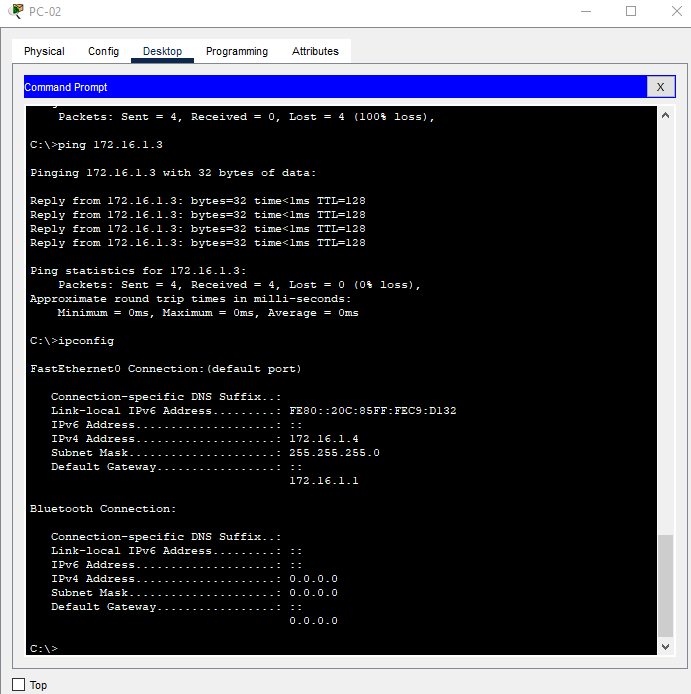 PC-02
Physical Config Desktop Programming Attributes
Command Prompt X
Packets: Sent = 4, Received = 0, Lost = 4 (100% loss),
C:\>ping 172.16.1.3
Pinging 172.16.1.3 with 32 bytes of data:
Reply from 172.16.1.3: bytes=32 time<1ms TTL=128
Reply from 172.16.1.3: bytes=32 time<1ms TTL=128
Reply from 172.16.1.3: bytes=32 time<1ms TTL=128
Reply from 172.16.1.3: bytes=32 time<1ms TTL=128
Ping statistics for 172.16.1.3:
Packets: Sent = 4, Received = 4, Lost = 0 (0% loss),
Approximate round trip times in milli-seconds:
Minimum = 0ms, Maximum = 0ms, Average = 0ms
C:\>ipconfig
FastEthernet0 Connection:(default port)
Connection-specific DNS Suffix..:
Link-local IPv6 Address.........: FE80::20C:85FF:FEC9:D132
IPv6 Address....................: ::
IPv4 Address....................: 172.16.1.4
Subnet Mask.....................: 255.255.255.0
Default Gateway.................: ::
172.16.1.1
Bluetooth Connection:
Connection-specific DNS Suffix..:
Link-local IPv6 Address.........: ::
IPv6 Address....................: ::
IPv4 Address....................: 0.0.0.0
Subnet Mask.....................: 0.0.0.0
Default Gateway.................: ::
0.0.0.0
C:\>
Top